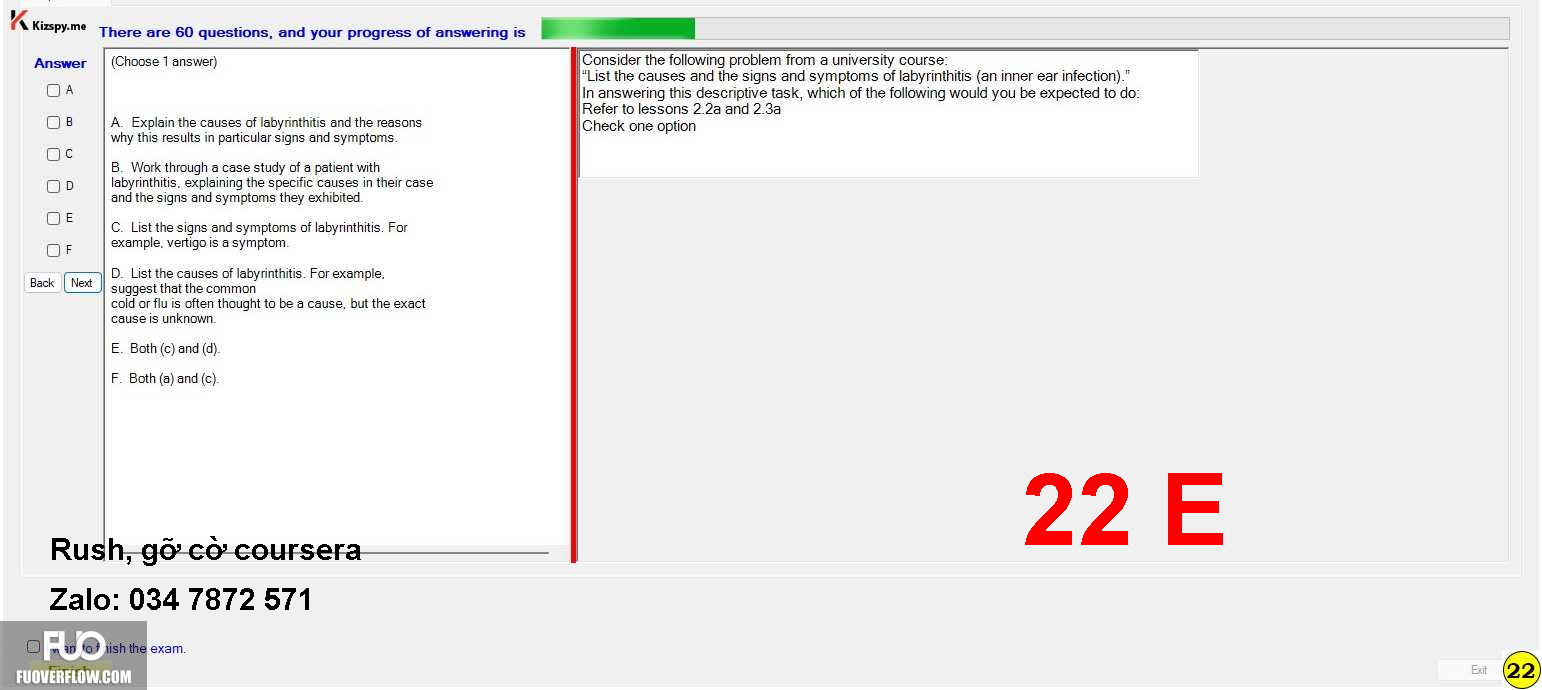 Kizspy.me
There are 60 questions, and your progress of answering is
Answer
A
B
C
D
E
F
Back Next
(Choose 1 answer)
A. Explain the causes of labyrinthitis and the reasons
why this results in particular signs and symptoms.
B. Work through a case study of a patient with
labyrinthitis, explaining the specific causes in their case
and the signs and symptoms they exhibited.
C. List the signs and symptoms of labyrinthitis. For
example, vertigo is a symptom.
D. List the causes of labyrinthitis. For example,
suggest that the common
cold or flu is often thought to be a cause, but the exact
cause is unknown.
E. Both (c) and (d).
F. Both (a) and (c).
Consider the following problem from a university course:
“List the causes and the signs and symptoms of labyrinthitis (an inner ear infection).”
In answering this descriptive task, which of the following would you be expected to do:
Refer to lessons 2.2a and 2.3a
Check one option
22 E
Rush, gỡ cờ coursera
Zalo: 034 7872 571
FUO
want to finish the exam.
Finish
FUOVERFLOW.COM
Exit
22